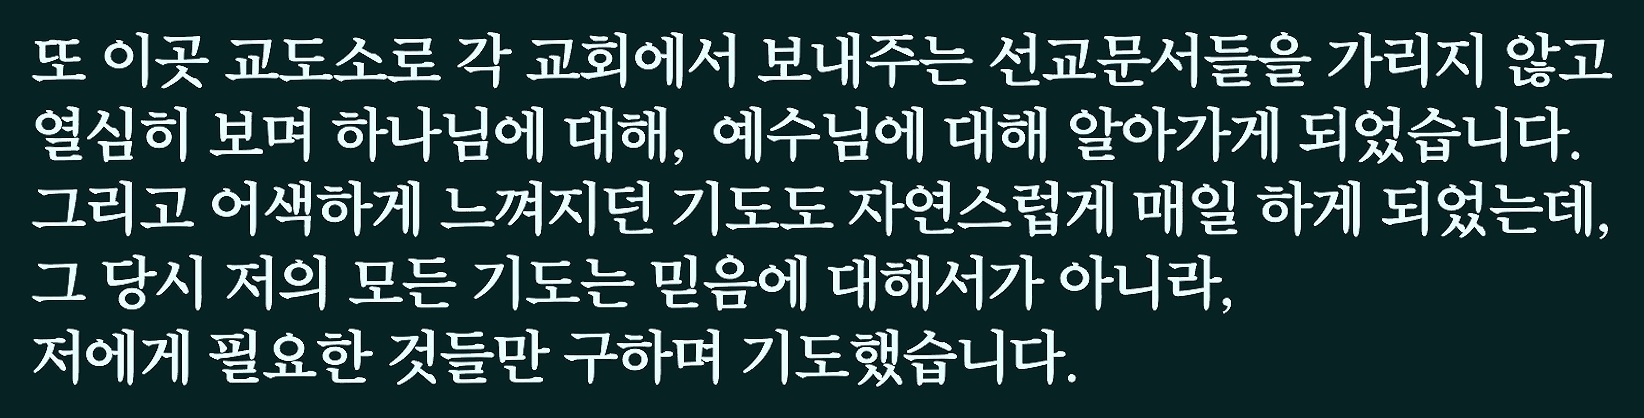 또 이곳 교도소로 각 교회에서 보내주는 선교문서들을 가리지 않고
열심히 보며 하나님에 대해, 예수님에 대해 알아가게 되었습니다.
그리고 어색하게 느껴지던 기도도 자연스럽게 매일 하게 되었는데,
그 당시 저의 모든 기도는 믿음에 대해서가 아니라,
저에게 필요한 것들만 구하며 기도했습니다.